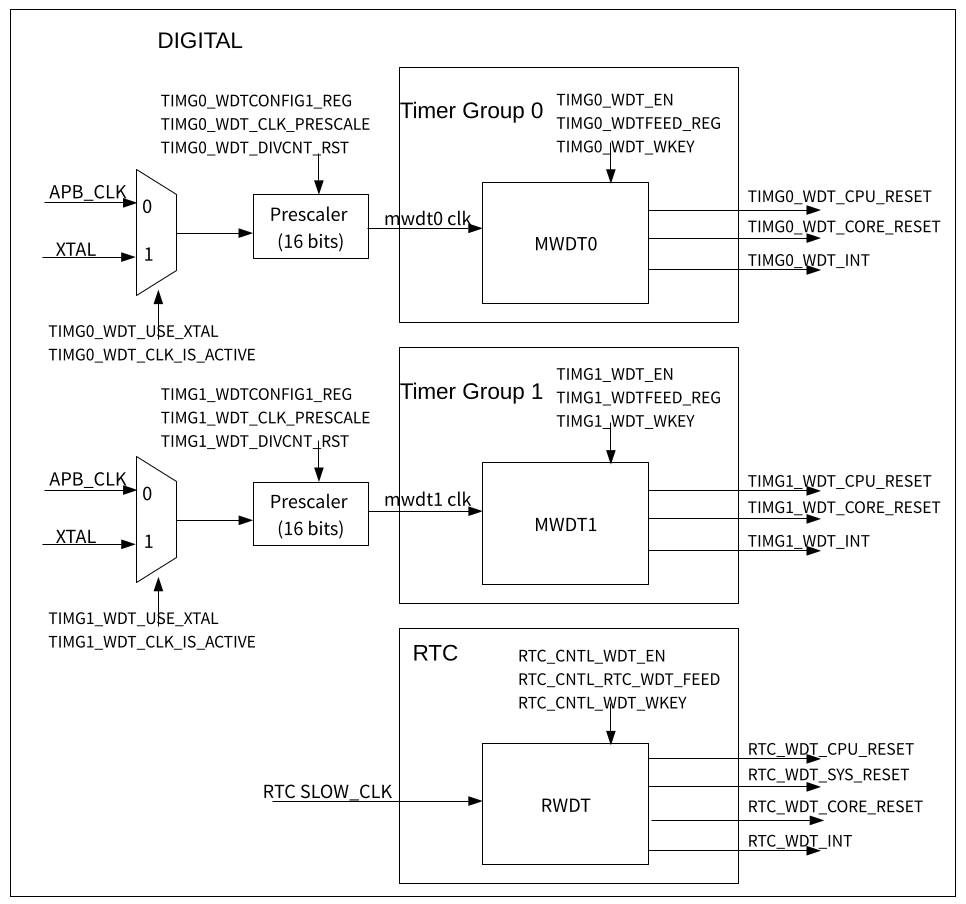 DIGITAL
TIMG0_WDTCONFIG1_REG
TIMG0_WDT_CLK_PRESCALE
TIMG0_WDT_DIVCNT_RST
Timer Group 0
TIMG0_WDT_EN
TIMG0_WDTFEED_REG
TIMG0_WDT_WKEY
APB_CLK
0
XTAL
1
Prescaler
(16 bits)
mwdt0 clk
MWDT0
TIMG0_WDT_CPU_RESET
TIMG0_WDT_CORE_RESET
TIMG0_WDT_INT
TIMG0_WDT_USE_XTAL
TIMG0_WDT_CLK_IS_ACTIVE
TIMG1_WDTCONFIG1_REG
TIMG1_WDT_CLK_PRESCALE
TIMG1_WDT_DIVCNT_RST
Timer Group 1
TIMG1_WDT_EN
TIMG1_WDTFEED_REG
TIMG1_WDT_WKEY
APB_CLK
0
XTAL
1
Prescaler
(16 bits)
mwdt1 clk
MWDT1
TIMG1_WDT_CPU_RESET
TIMG1_WDT_CORE_RESET
TIMG1_WDT_INT
TIMG1_WDT_USE_XTAL
TIMG1_WDT_CLK_IS_ACTIVE
RTC
RTC_CNTL_WDT_EN
RTC_CNTL_RTC_WDT_FEED
RTC_CNTL_WDT_WKEY
RTC SLOW_CLK
RWDT
RTC_WDT_CPU_RESET
RTC_WDT_SYS_RESET
RTC_WDT_CORE_RESET
RTC_WDT_INT